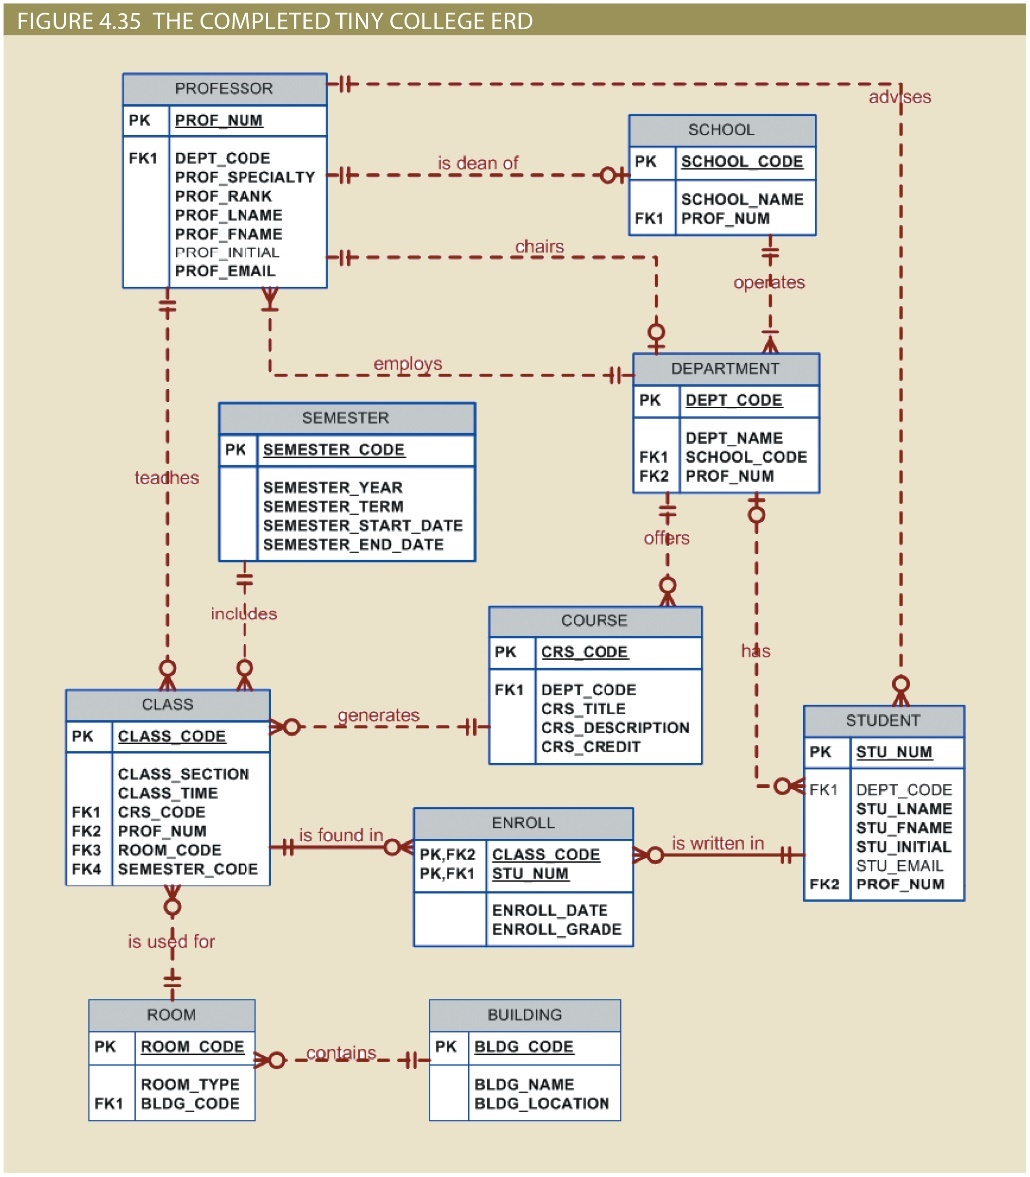 FIGURE 4.35 THE COMPLETED TINY COLLEGE ERD
PROFESSOR
PK PROF_NUM
FK1 DEPT_CODE
PROF_SPECIALTY
PROF_RANK
PROF_LNAME
PROF_FNAME
PROF_INITIAL
PROF_EMAIL
advises
is dean of
SCHOOL
PK SCHOOL_CODE
SCHOOL_NAME
FK1 PROF_NUM
chairs
operates
employs
DEPARTMENT
PK DEPT_CODE
DEPT_NAME
FK1 SCHOOL_CODE
FK2 PROF_NUM
teaches
SEMESTER
PK SEMESTER_CODE
SEMESTER_YEAR
SEMESTER_TERM
SEMESTER_START_DATE
SEMESTER_END_DATE
includes
offers
has
COURSE
PK CRS_CODE
FK1 DEPT_CODE
CRS_TITLE
CRS_DESCRIPTION
CRS_CREDIT
generates
CLASS
PK CLASS_CODE
CLASS_SECTION
CLASS_TIME
FK1 CRS_CODE
FK2 PROF_NUM
FK3 ROOM_CODE
FK4 SEMESTER_CODE
is found in
ENROLL
PK,FK2 CLASS_CODE
PK,FK1 STU_NUM
ENROLL_DATE
ENROLL_GRADE
is written in
STUDENT
PK STU_NUM
FK1 DEPT_CODE
STU_LNAME
STU_FNAME
STU_INITIAL
STU_EMAIL
FK2 PROF_NUM
is used for
ROOM
PK ROOM_CODE
ROOM_TYPE
FK1 BLDG_CODE
contains
BUILDING
PK BLDG_CODE
BLDG_NAME
BLDG_LOCATION